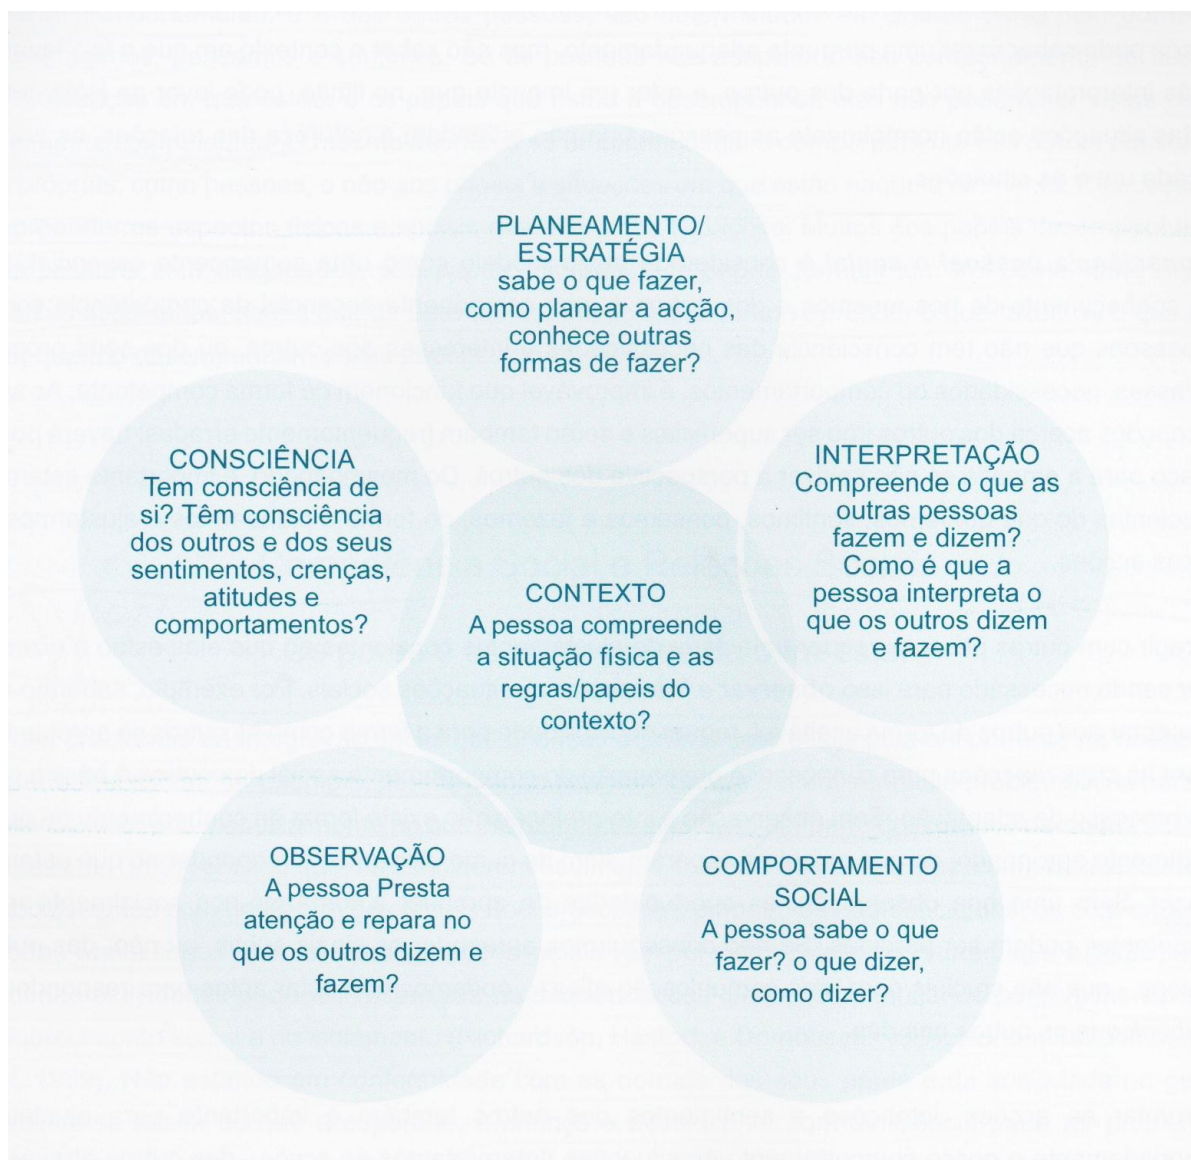 PLANEAMENTO/
ESTRATÉGIA
sabe o que fazer,
como planear a acção,
conhece outras
formas de fazer?
CONSCIÊNCIA
Tem consciência de
si? Têm consciência
dos outros e dos seus
sentimentos, crenças,
atitudes e
comportamentos?
INTERPRETAÇÃO
Compreende o que as
outras pessoas
fazem e dizem?
Como é que a
pessoa interpreta o
que os outros dizem
e fazem?
CONTEXTO
A pessoa compreende
a situação física e as
regras/papeis do
contexto?
OBSERVAÇÃO
A pessoa Presta
atenção e repara no
que os outros dizem e
fazem?
COMPORTAMENTO
SOCIAL
A pessoa sabe o que
fazer? o que dizer,
como dizer?